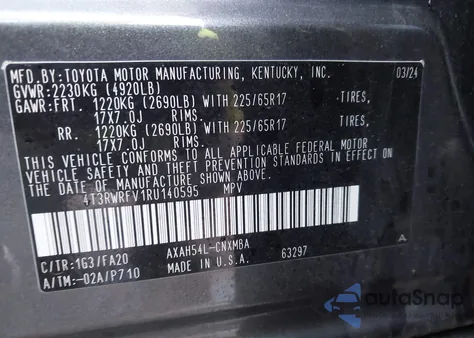 MFD.BY:TOYOTA MOTOR MANUFACTURING, KENTUCKY, INC. 03/24
GVWR:2230KG (4920LB)
GAWR:FRT. 1220KG (2690LB) WITH 225/65R17 TIRES,
17X7.0J RIMS.
RR. 1220KG (2690LB) WITH 225/65R17 TIRES,
17X7.0J RIMS.
THIS VEHICLE CONFORMS TO ALL APPLICABLE FEDERAL MOTOR
VEHICLE SAFETY AND THEFT PREVENTION STANDARDS IN EFFECT
ON THE DATE OF MANUFACTURE SHOWN ABOVE.
4T3RWRFV1RU140595 MPV
C/TR:1G3/FA20 AXAH54L-CNXMBA 63297 A
A/TM:-02A/P710
autoSnap